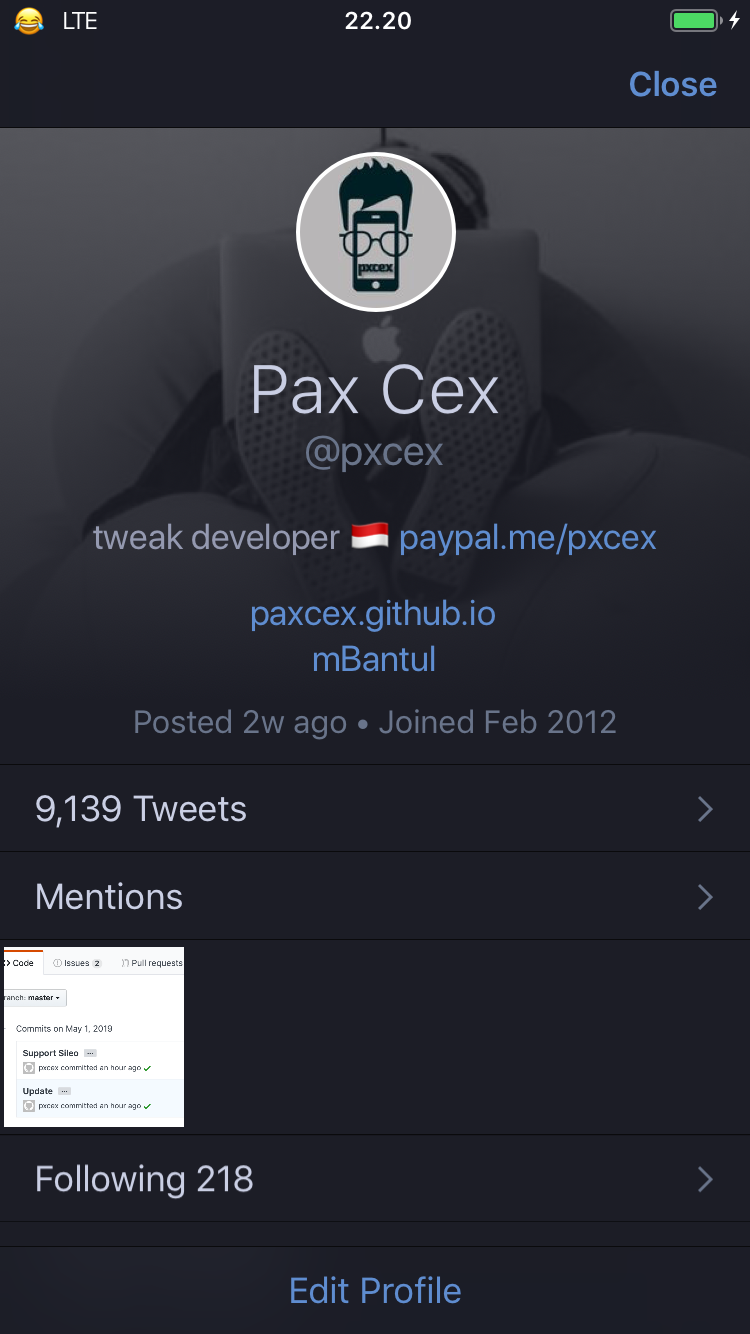 😂 LTE 22.20
Close
pxcex
Pax Cex
@pxcex
tweak developer 🇮🇩 paypal.me/pxcex
paxcex.github.io
mBantul
Posted 2w ago • Joined Feb 2012
9,139 Tweets
Mentions
<> Code Issues 2 Pull requests
ranch: master
Commits on May 1, 2019
Support Sileo ...
pxcex committed an hour ago ✓
Update ...
pxcex committed an hour ago ✓
Following 218
Edit Profile